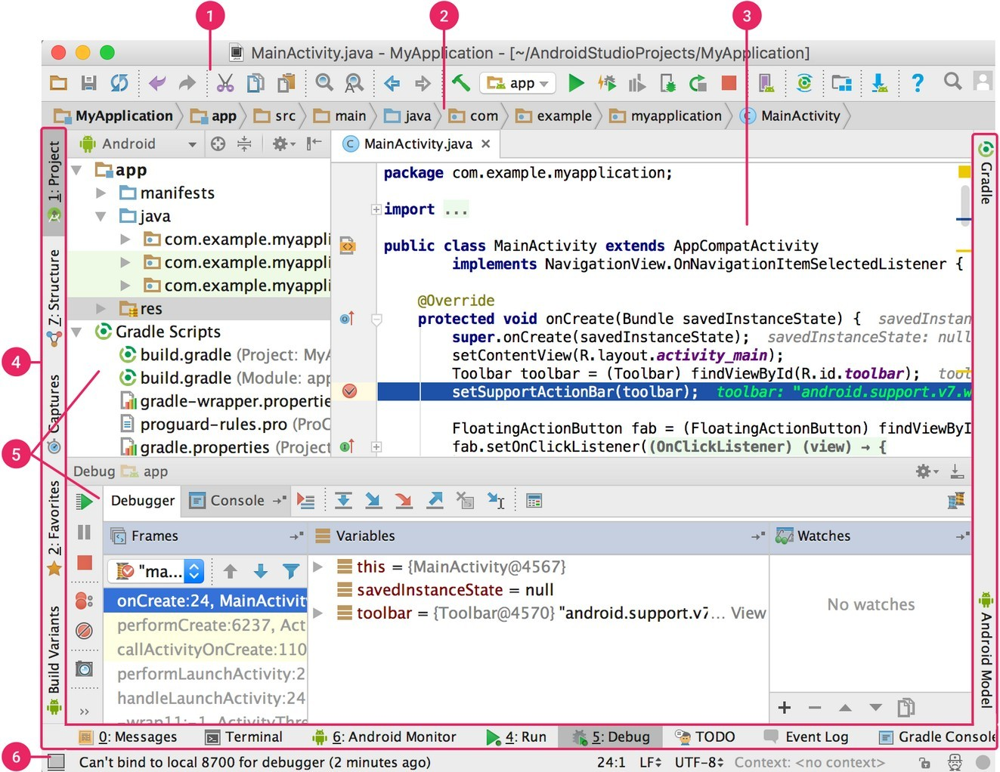 1 2 3
MainActivity.java - MyApplication - [~/AndroidStudioProjects/MyApplication]
app
MyApplication app src main java com example myapplication MainActivity
1: Project
Z: Structure
Captures
2: Favorites
Build Variants
4
5
6
Android
app
manifests
java
com.example.myappli
com.example.myappli
com.example.myappli
res
Gradle Scripts
build.gradle (Project: MyA
build.gradle (Module: app
gradle-wrapper.propertie
proguard-rules.pro (ProC
gradle.properties (Project
MainActivity.java
package com.example.myapplication;
import ...
public class MainActivity extends AppCompatActivity
implements NavigationView.OnNavigationItemSelectedListener {
@Override
protected void onCreate(Bundle savedInstanceState) { savedInstan
super.onCreate(savedInstanceState); savedInstanceState: null
setContentView(R.layout.activity_main);
Toolbar toolbar = (Toolbar) findViewById(R.id.toolbar); tool
setSupportActionBar(toolbar); toolbar: "android.support.v7.w
FloatingActionButton fab = (FloatingActionButton) findViewByI
fab.setOnClickListener((OnClickListener) (view) → {
Gradle
Android Model
Debug app
Debugger Console
Frames Variables Watches
"ma...
onCreate:24, MainActivit
performCreate:6237, Act
callActivityOnCreate:110
performLaunchActivity:2
handleLaunchActivity:24
-wrap11:-1, ActivityThre
this = {MainActivity@4567}
savedInstanceState = null
toolbar = {Toolbar@4570} "android.support.v7... View
No watches
0: Messages Terminal 6: Android Monitor 4: Run 5: Debug TODO Event Log Gradle Console
Can't bind to local 8700 for debugger (2 minutes ago) 24:1 LF UTF-8 Context: <no context>